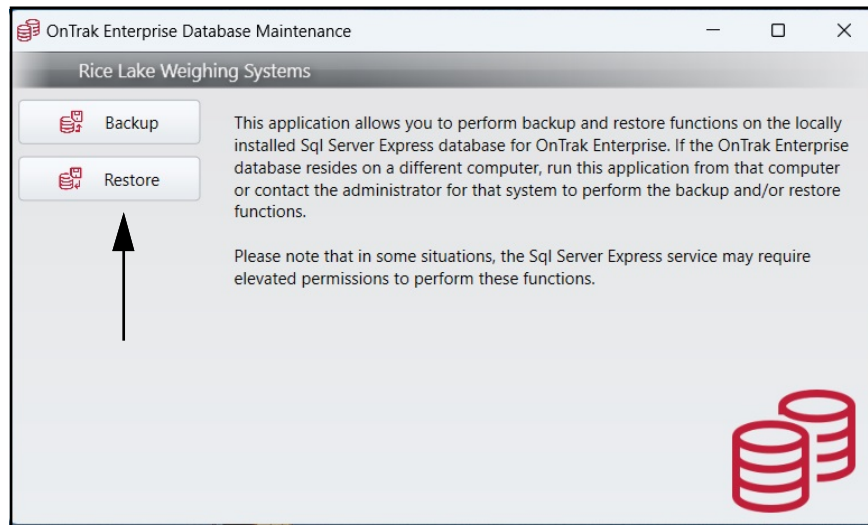 OnTrak Enterprise Database Maintenance
Rice Lake Weighing Systems
Backup
Restore
This application allows you to perform backup and restore functions on the locally
installed Sql Server Express database for OnTrak Enterprise. If the OnTrak Enterprise
database resides on a different computer, run this application from that computer
or contact the administrator for that system to perform the backup and/or restore
functions.
Please note that in some situations, the Sql Server Express service may require
elevated permissions to perform these functions.